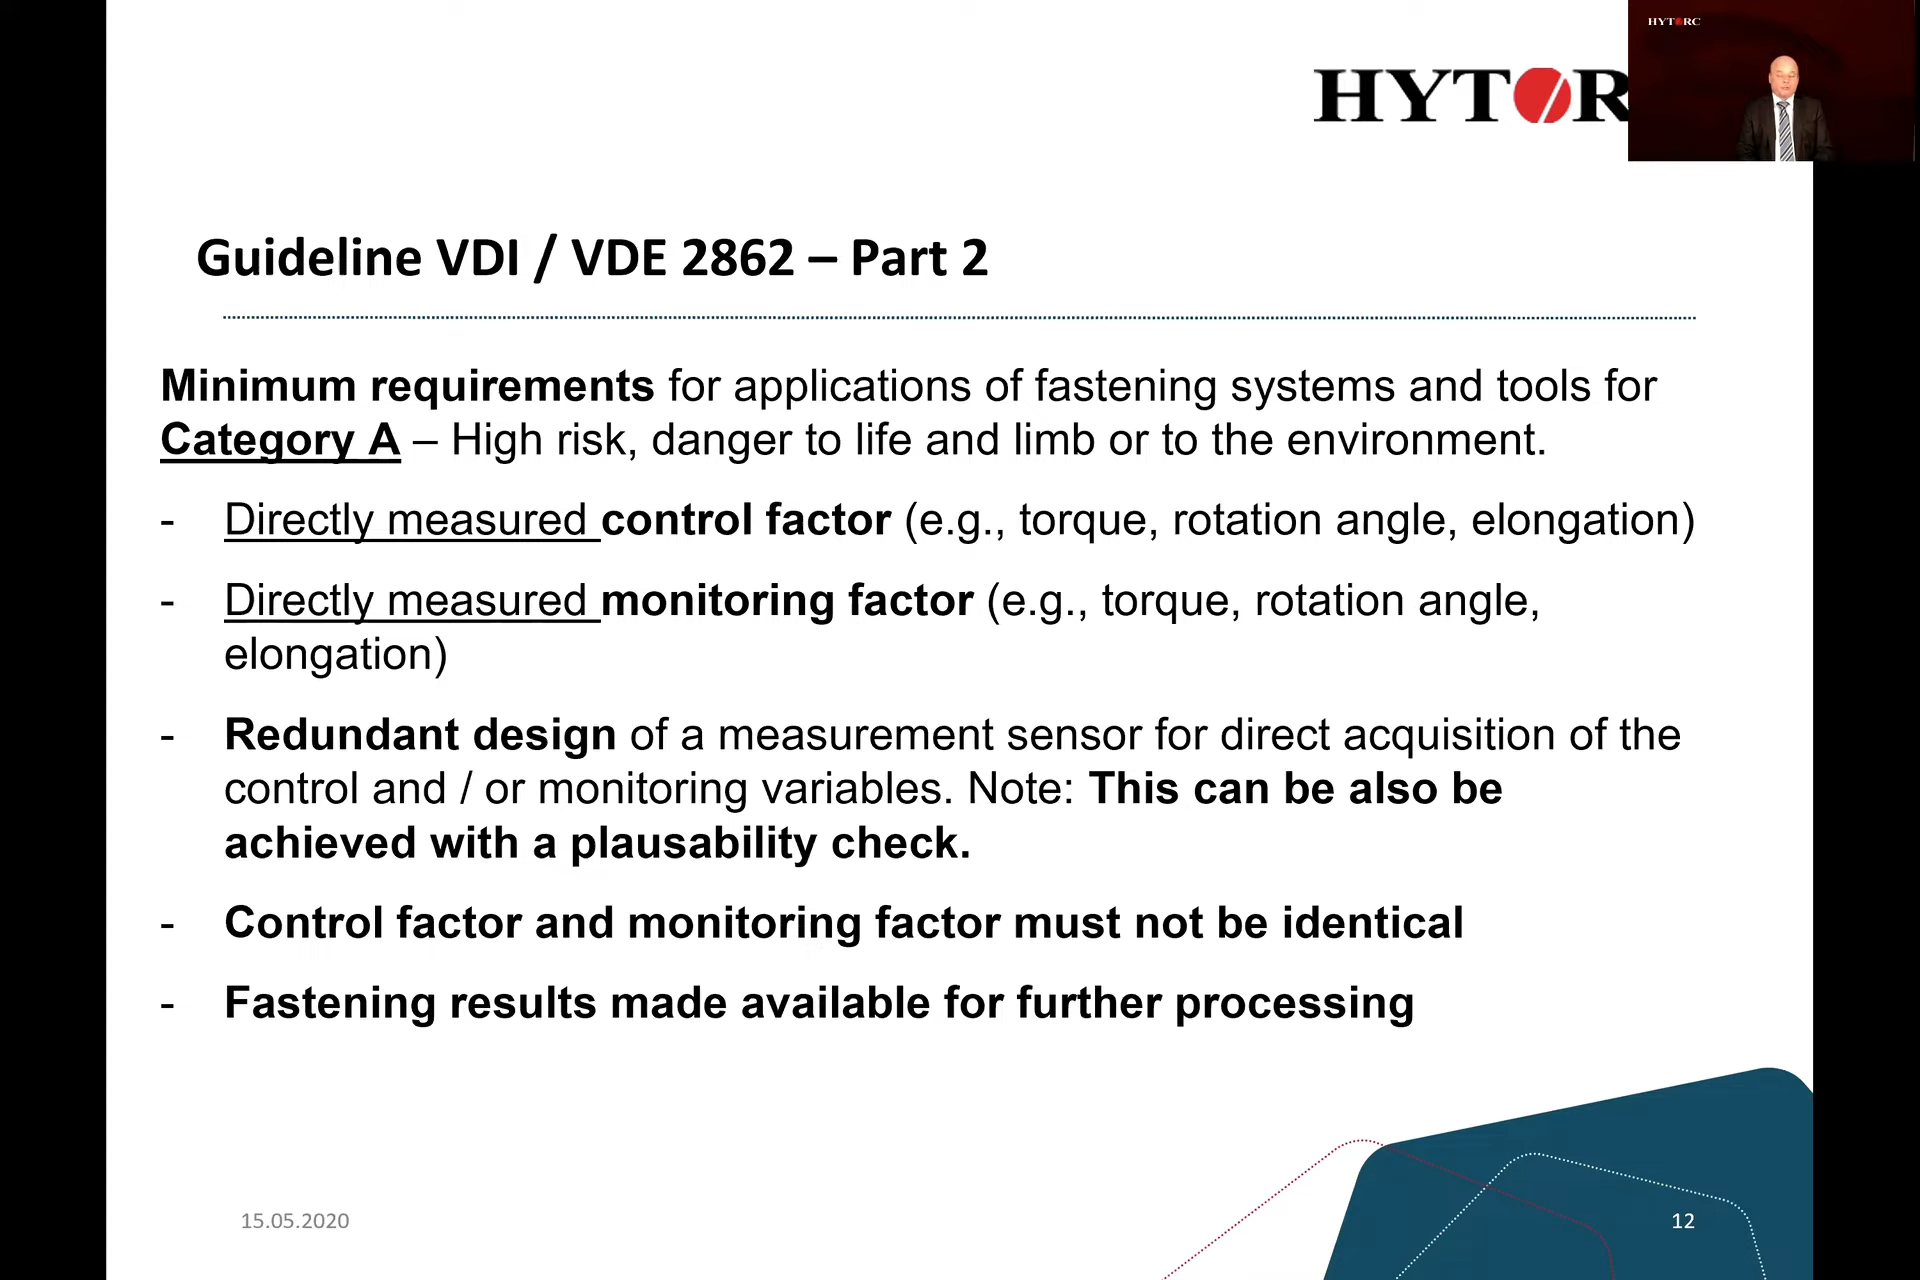 HYTORC
HYTOR
Guideline VDI / VDE 2862 – Part 2
Minimum requirements for applications of fastening systems and tools for
Category A – High risk, danger to life and limb or to the environment.
- Directly measured control factor (e.g., torque, rotation angle, elongation)
- Directly measured monitoring factor (e.g., torque, rotation angle,
elongation)
- Redundant design of a measurement sensor for direct acquisition of the
control and / or monitoring variables. Note: This can be also be
achieved with a plausability check.
- Control factor and monitoring factor must not be identical
- Fastening results made available for further processing
15.05.2020
12